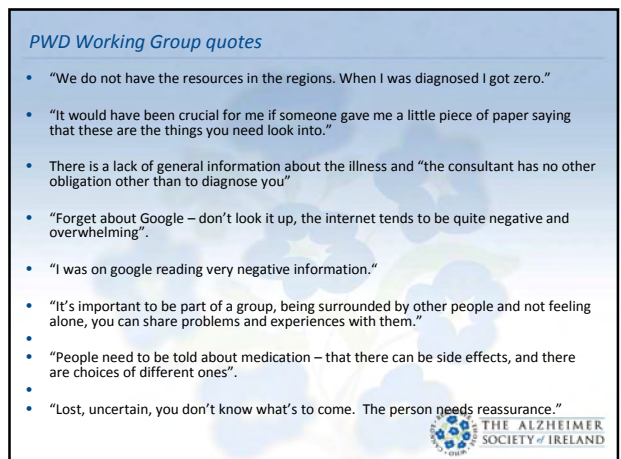 PWD Working Group quotes
• “We do not have the resources in the regions. When I was diagnosed I got zero.”
• “It would have been crucial for me if someone gave me a little piece of paper saying
that these are the things you need look into.”
• There is a lack of general information about the illness and “the consultant has no other
obligation other than to diagnose you”
• “Forget about Google – don’t look it up, the internet tends to be quite negative and
overwhelming”.
• “I was on google reading very negative information.“
• “It’s important to be part of a group, being surrounded by other people and not feeling
alone, you can share problems and experiences with them.”
•
• “People need to be told about medication – that there can be side effects, and there
are choices of different ones”.
•
• “Lost, uncertain, you don’t know what’s to come. The person needs reassurance.”
THE ALZHEIMER
SOCIETY of IRELAND